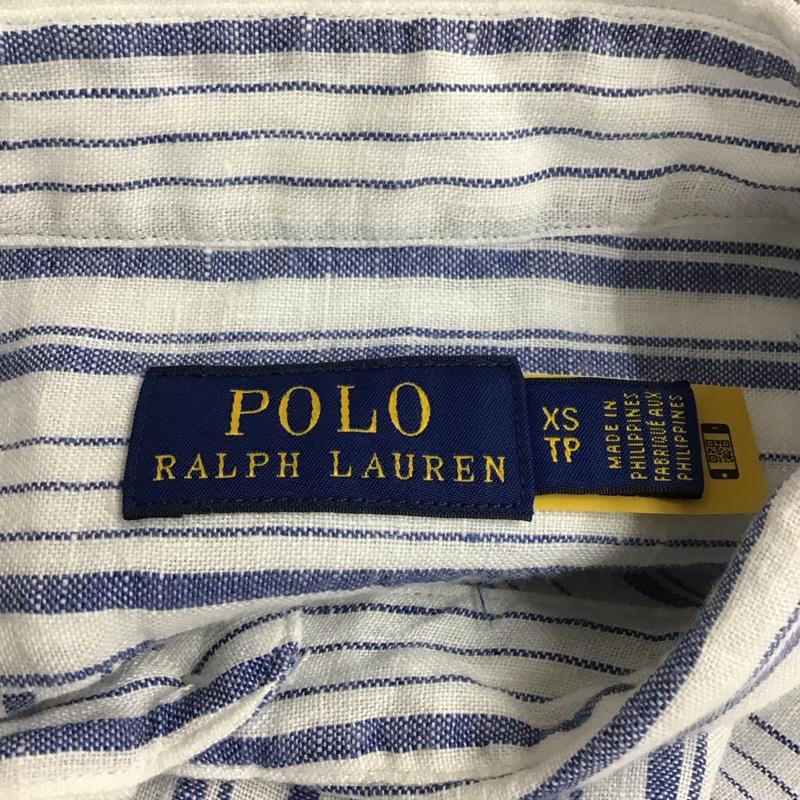 POLO
RALPH LAUREN
XS
TP
MADE IN
PHILIPPINES
FABRIQUÉ AUX
PHILIPPINES